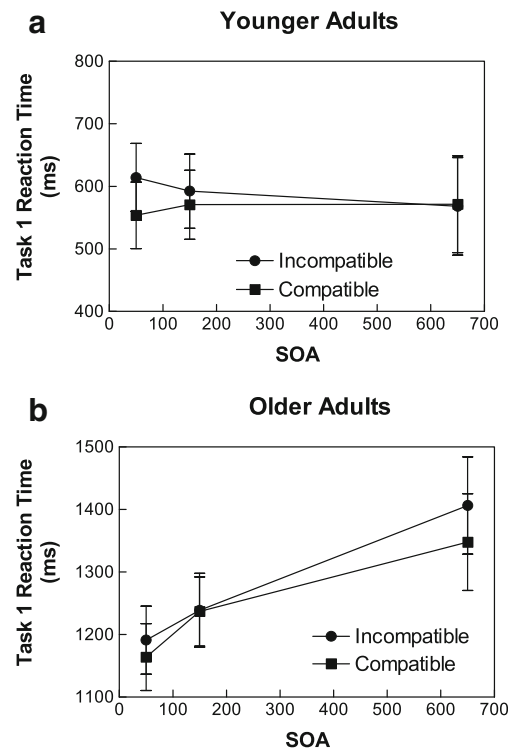 a
Younger Adults
800
700
600
500
400
Task 1 Reaction Time
(ms)
Incompatible
Compatible
0 100 200 300 400 500 600 700
SOA
b
Older Adults
1500
1400
1300
1200
1100
Task 1 Reaction Time
(ms)
Incompatible
Compatible
0 100 200 300 400 500 600 700
SOA